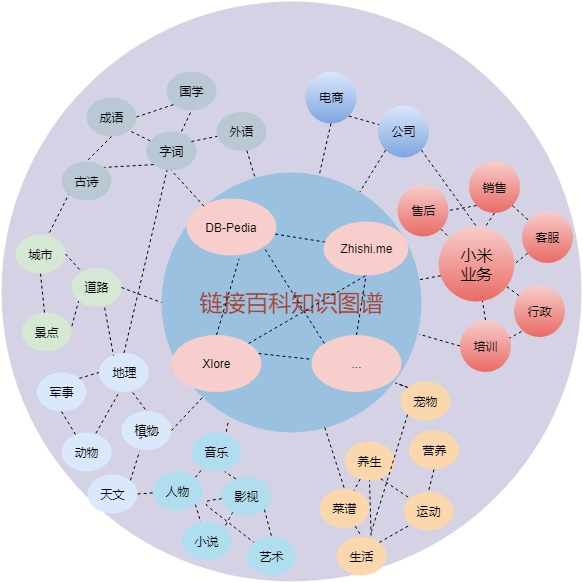 国学
电商
成语
外语
公司
字词
古诗
销售
售后
DB-Pedia
客服
Zhishi.me
城市
小米
业务
道路
链接百科知识图谱
行政
景点
培训
Xlore
...
地理
军事
宠物
植物
动物
音乐
营养
养生
天文
人物
影视
菜谱
运动
小说
艺术
生活